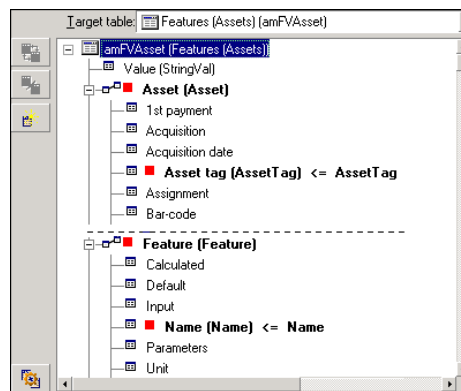 Target table: Features (Assets) (amFVAsset)
amFVAsset (Features (Assets))
Value (StringVal)
Asset (Asset)
1st payment
Acquisition
Acquisition date
Asset tag (AssetTag) <= AssetTag
Assignment
Bar-code
Feature (Feature)
Calculated
Default
Input
Name (Name) <= Name
Parameters
Unit